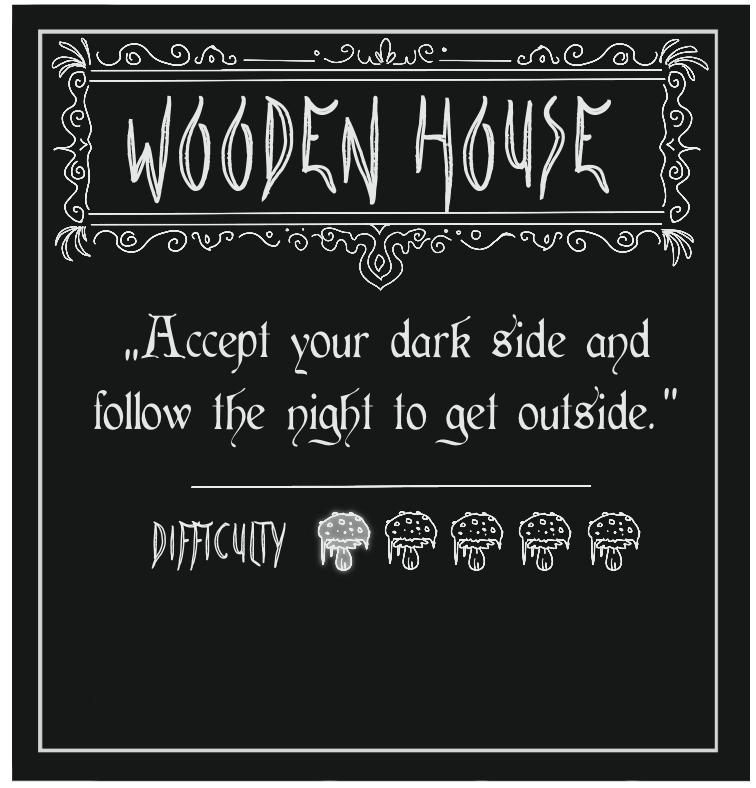 WOODEN HOUSE
„Accept your dark side and
follow the night to get outside."
DIFFICULTY